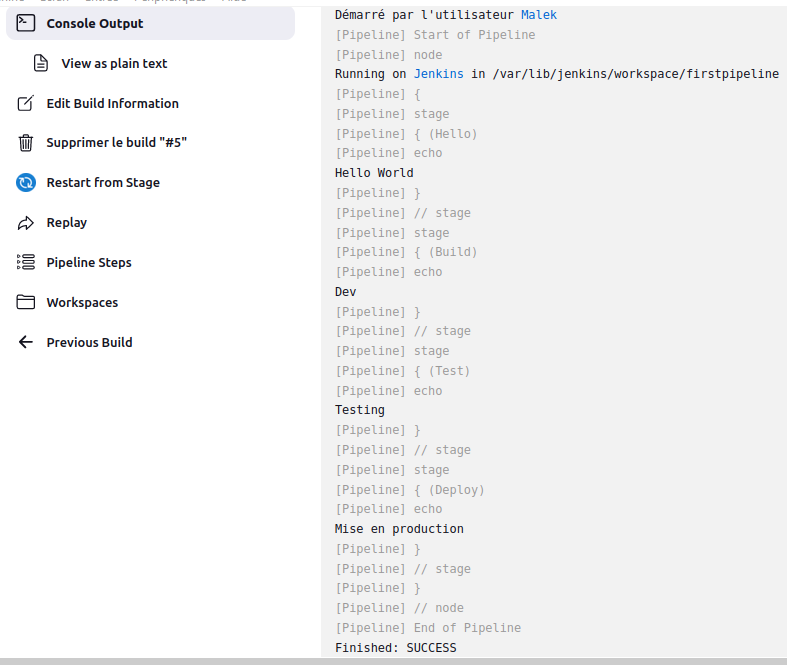 Console Output
View as plain text
Edit Build Information
Supprimer le build "#5"
Restart from Stage
Replay
Pipeline Steps
Workspaces
Previous Build
Démarré par l'utilisateur Malek
[Pipeline] Start of Pipeline
[Pipeline] node
Running on Jenkins in /var/lib/jenkins/workspace/firstpipeline
[Pipeline] {
[Pipeline] stage
[Pipeline] { (Hello)
[Pipeline] echo
Hello World
[Pipeline] }
[Pipeline] // stage
[Pipeline] stage
[Pipeline] { (Build)
[Pipeline] echo
Dev
[Pipeline] }
[Pipeline] // stage
[Pipeline] stage
[Pipeline] { (Test)
[Pipeline] echo
Testing
[Pipeline] }
[Pipeline] // stage
[Pipeline] stage
[Pipeline] { (Deploy)
[Pipeline] echo
Mise en production
[Pipeline] }
[Pipeline] // stage
[Pipeline] }
[Pipeline] // node
[Pipeline] End of Pipeline
Finished: SUCCESS